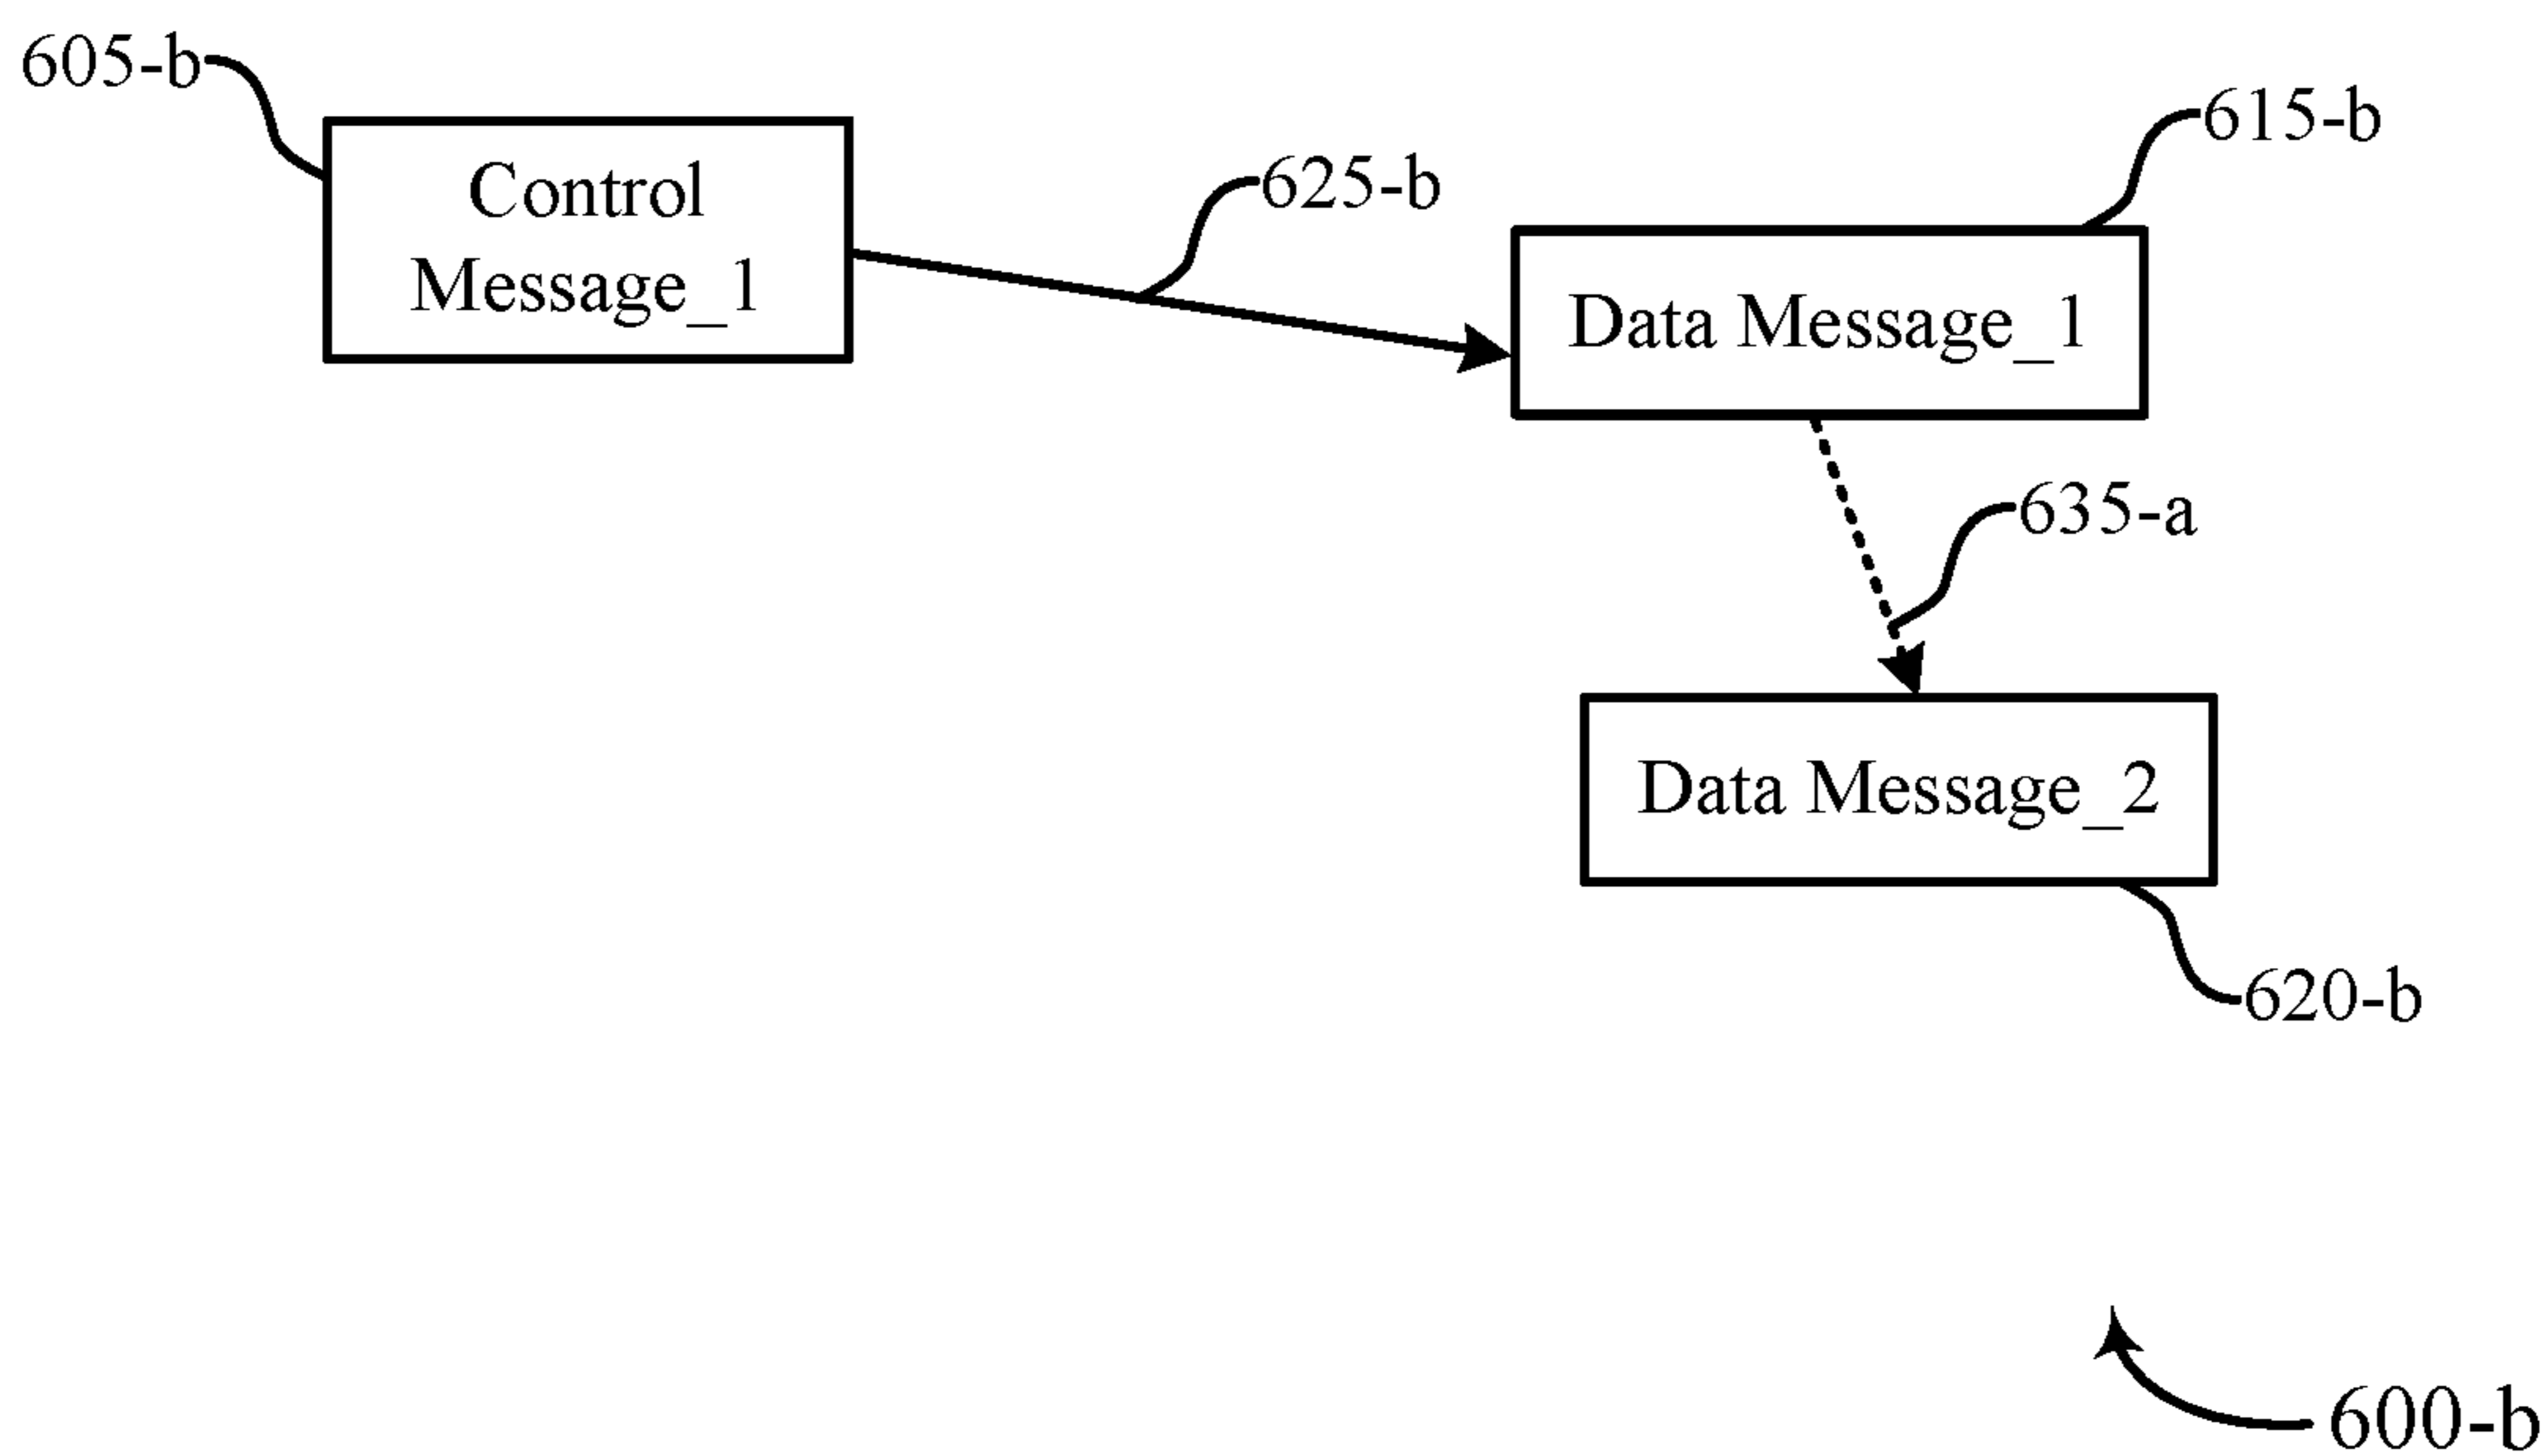 605-b
615-b
Control
Message_1
625-b
Data Message_1
635-a
Data Message_2
620-b
600-b